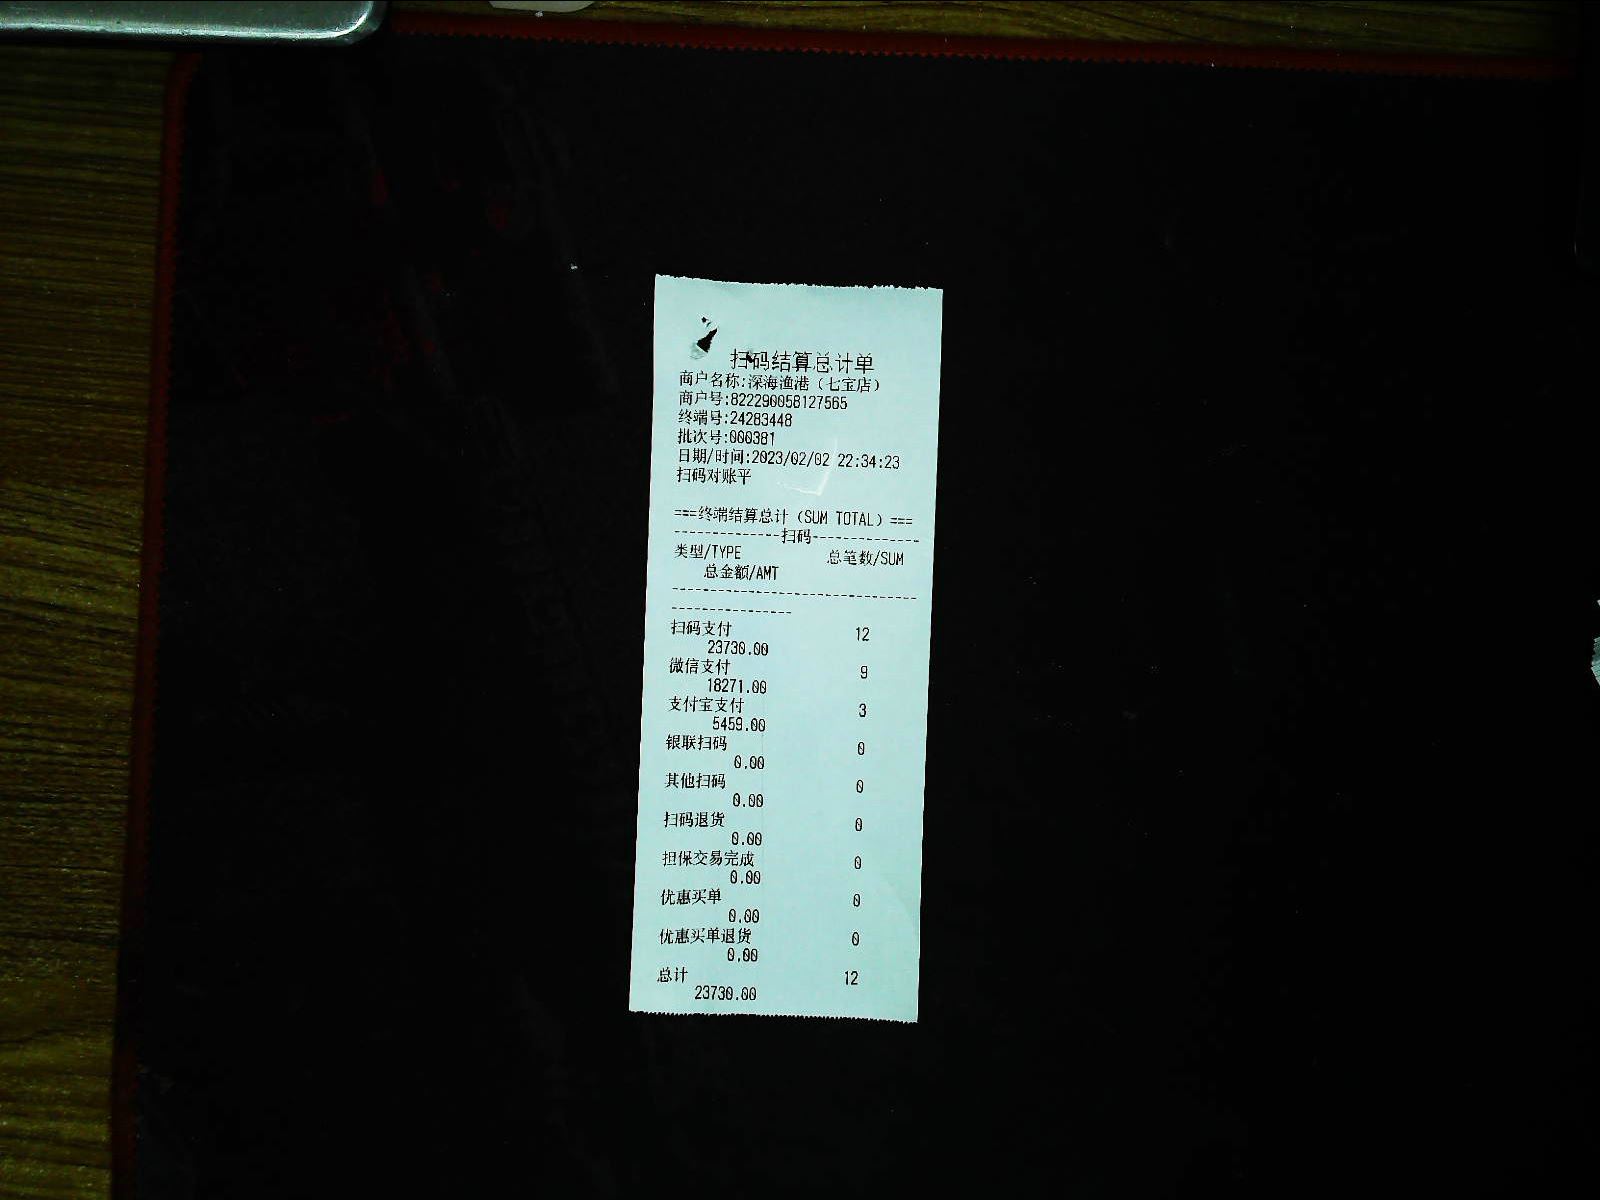 扫码结算总计单
商户名称:深海渔港（七宝店）
商户号:822290058127565
终端号:24283448
批次号:000381
日期/时间:2023/02/02 22:34:23
扫码对账平
===终端结算总计（SUM TOTAL）===
--------------扫码--------------
类型/TYPE 总笔数/SUM
总金额/AMT
--------------------------------
----------------
扫码支付 12
23730.00
微信支付 9
18271.00
支付宝支付 3
5459.00
银联扫码 0
0.00
其他扫码 0
0.00
扫码退货 0
0.00
担保交易完成 0
0.00
优惠买单 0
0.00
优惠买单退货 0
0.00
总计 12
23730.00